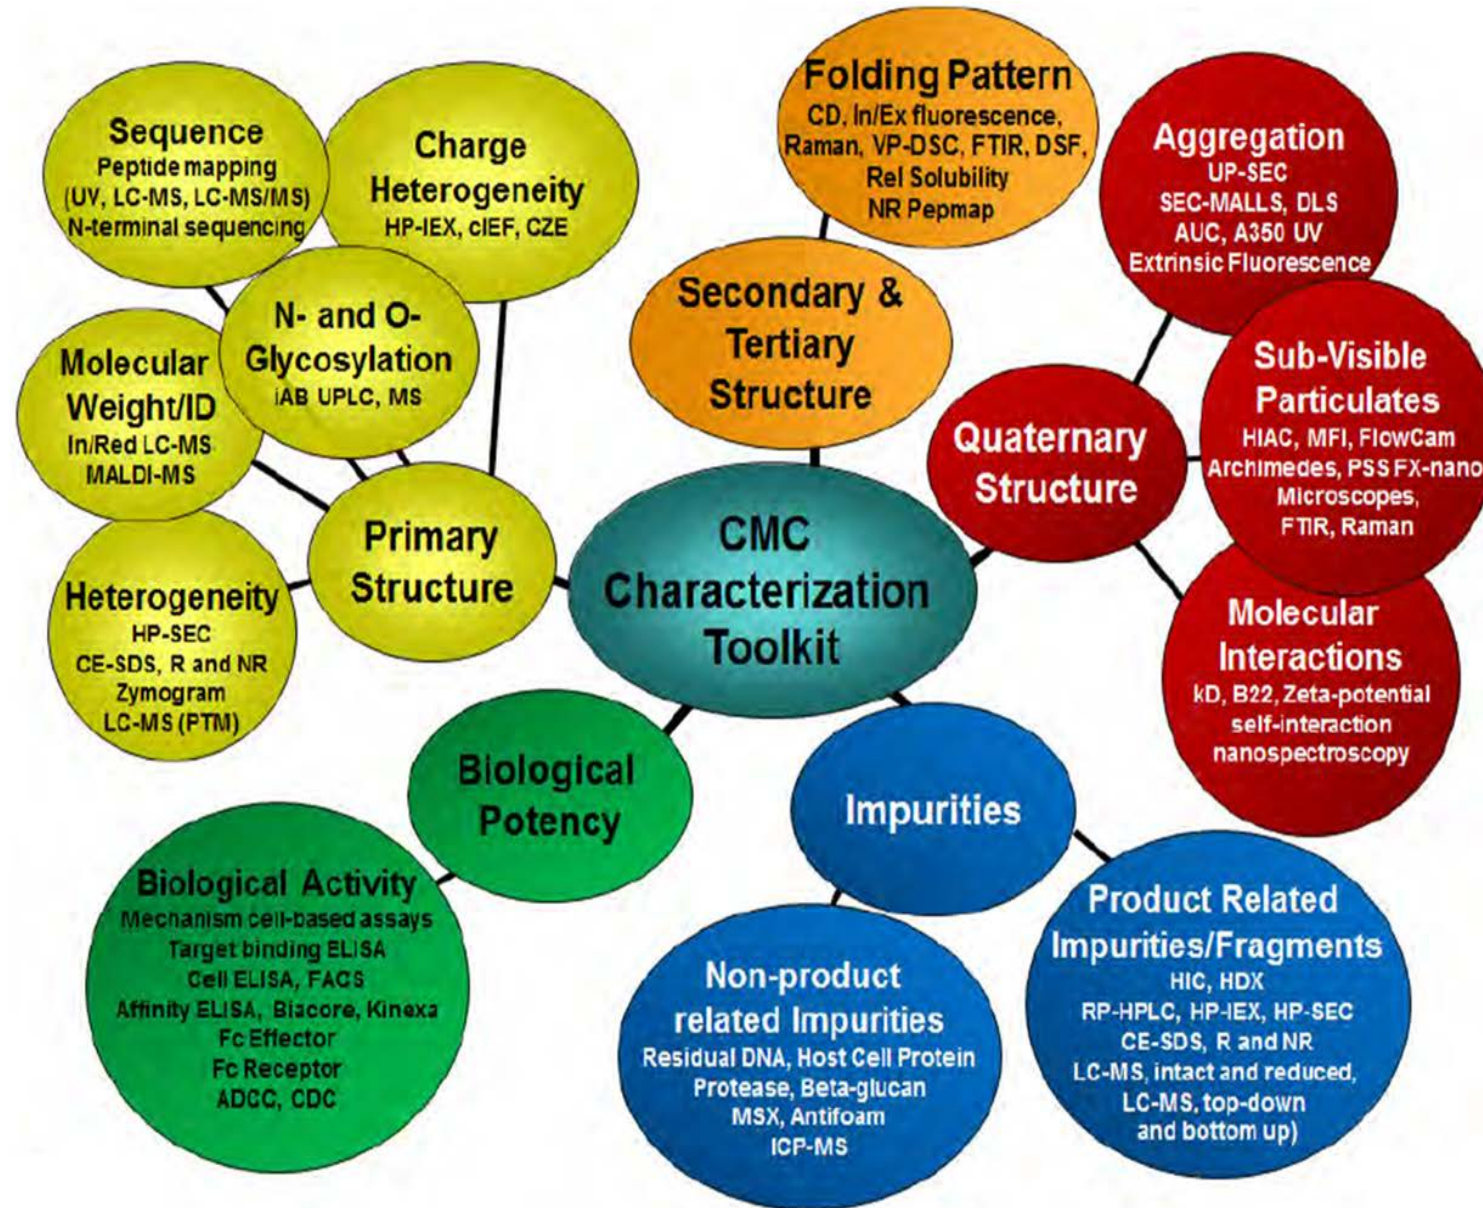 Sequence
Peptide mapping
(UV, LC-MS, LC-MS/MS)
N-terminal sequencing
Charge
Heterogeneity
HP-IEX, cIEF, CZE
N- and O-
Glycosylation
iAB UPLC, MS
Molecular
Weight/ID
In/Red LC-MS
MALDI-MS
Heterogeneity
HP-SEC
CE-SDS, R and NR
Zymogram
LC-MS (PTM)
Primary
Structure
Folding Pattern
CD, In/Ex fluorescence,
Raman, VP-DSC, FTIR, DSF,
Rel Solubility
NR Pepmap
Secondary &
Tertiary
Structure
Aggregation
UP-SEC
SEC-MALLS, DLS
AUC, A350 UV
Extrinsic Fluorescence
Sub-Visible
Particulates
HIAC, MFI, FlowCam
Archimedes, PSS FX-nano
Microscopes,
FTIR, Raman
Quaternary
Structure
Molecular
Interactions
kD, B22, Zeta-potential
self-interaction
nanospectroscopy
CMC
Characterization
Toolkit
Biological
Potency
Biological Activity
Mechanism cell-based assays
Target binding ELISA
Cell ELISA, FACS
Affinity ELISA, Biacore, Kinexa
Fc Effector
Fc Receptor
ADCC, CDC
Impurities
Non-product
related Impurities
Residual DNA, Host Cell Protein
Protease, Beta-glucan
MSX, Antifoam
ICP-MS
Product Related
Impurities/Fragments
HIC, HDX
RP-HPLC, HP-IEX, HP-SEC
CE-SDS, R and NR
LC-MS, intact and reduced,
LC-MS, top-down
and bottom up)